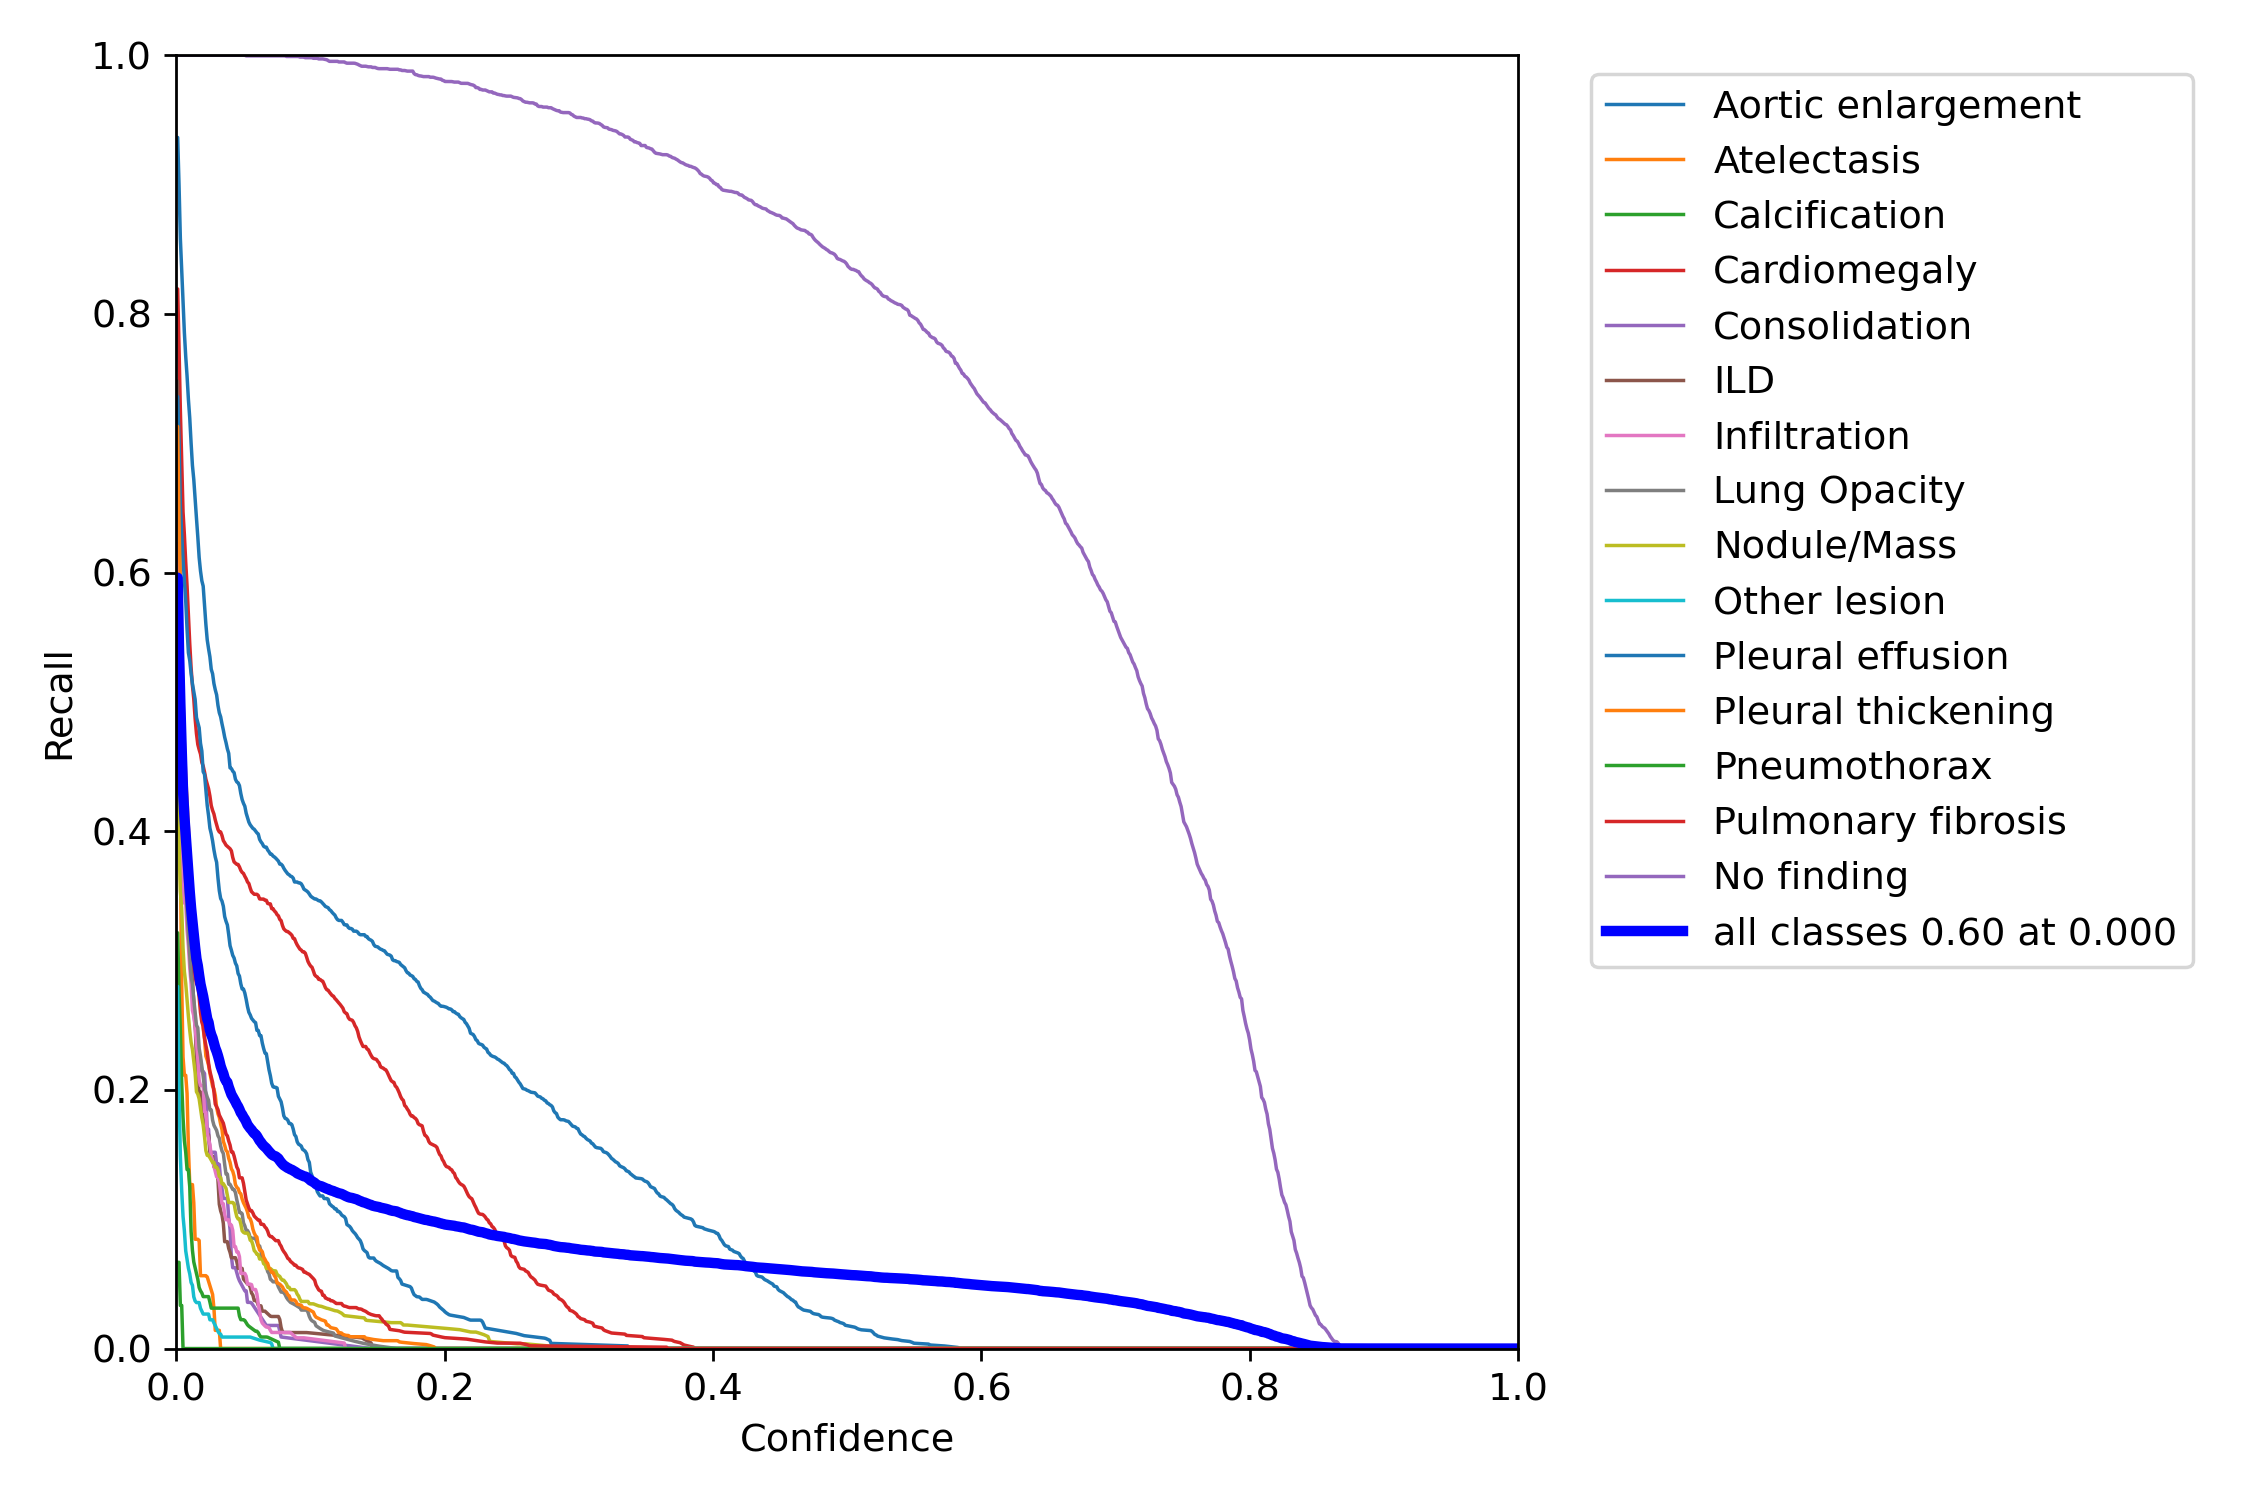 1.0
0.8
0.6
0.4
0.2
0.0
Recall
0.0 0.2 0.4 0.6 0.8 1.0
Confidence
Aortic enlargement
Atelectasis
Calcification
Cardiomegaly
Consolidation
ILD
Infiltration
Lung Opacity
Nodule/Mass
Other lesion
Pleural effusion
Pleural thickening
Pneumothorax
Pulmonary fibrosis
No finding
all classes 0.60 at 0.000